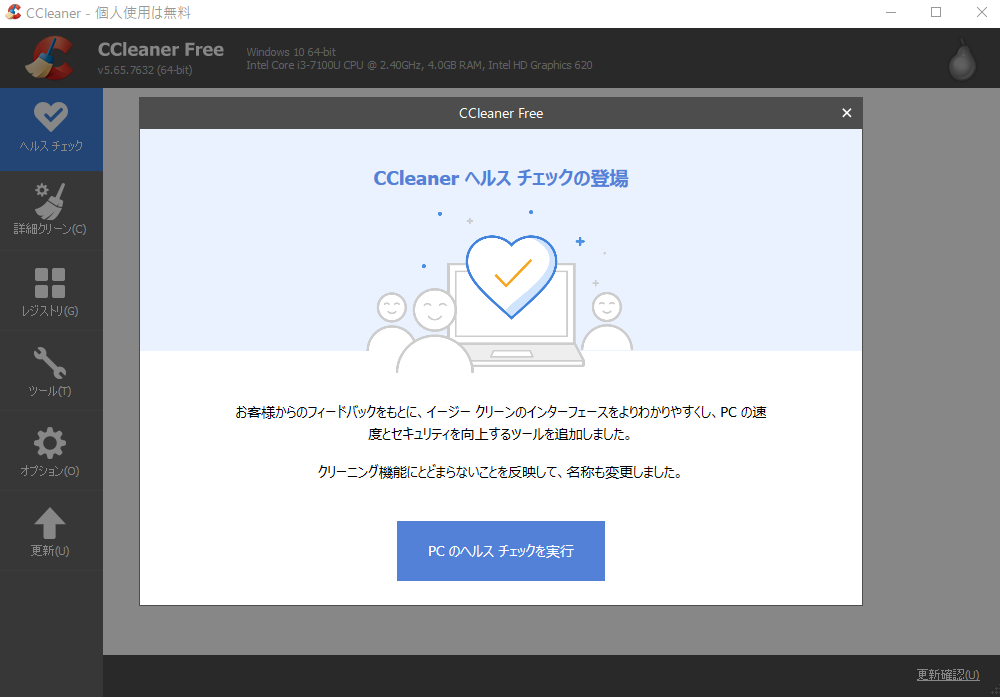 CCleaner - 個人使用は無料
CCleaner Free
v5.65.7632 (64-bit)
Windows 10 64-bit
Intel Core i3-7100U CPU @ 2.40GHz, 4.0GB RAM, Intel HD Graphics 620
ヘルス チェック
詳細クリーン(C)
レジストリ(G)
ツール(T)
オプション(O)
更新(U)
CCleaner Free
CCleaner ヘルス チェックの登場
お客様からのフィードバックをもとに、イージー クリーンのインターフェースをよりわかりやすくし、PC の速
度とセキュリティを向上するツールを追加しました。
クリーニング機能にとどまらないことを反映して、名称も変更しました。
PC のヘルス チェックを実行
更新確認(U)